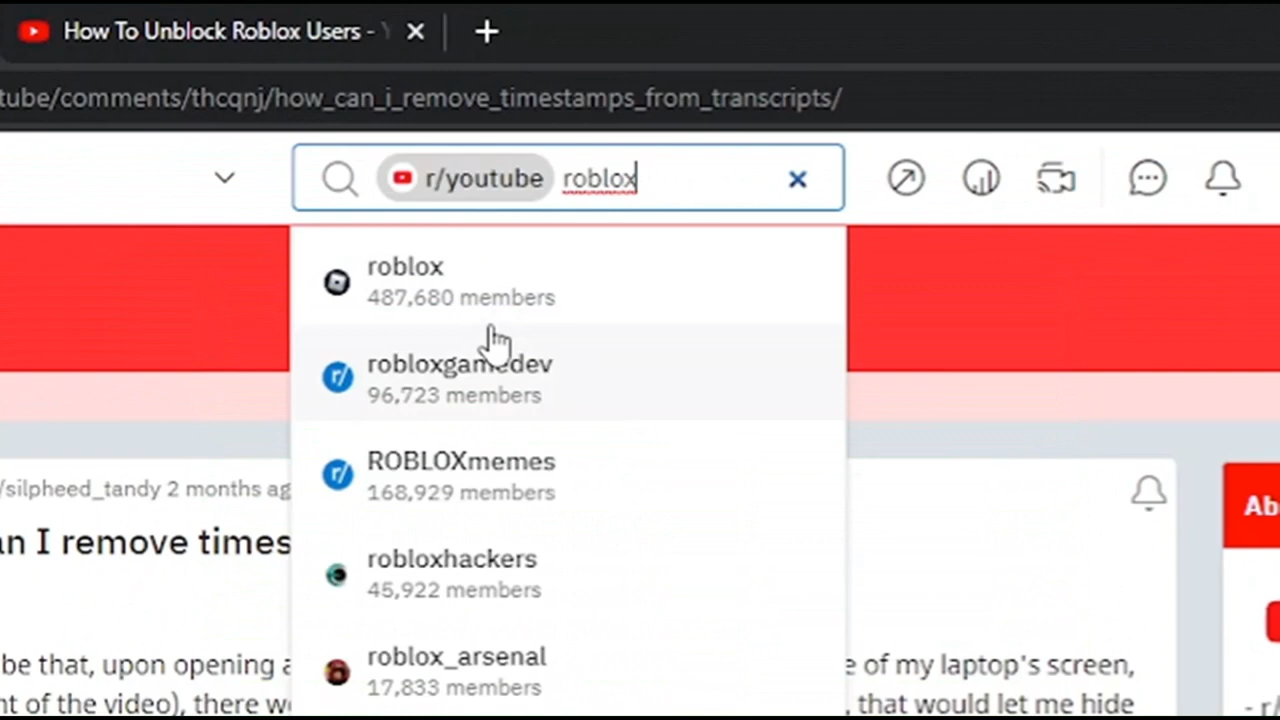 How To Unblock Roblox Users -
tube/comments/thcqnj/how_can_i_remove_timestamps_from_transcripts/
r/youtube roblox
roblox
487,680 members
robloxgamedev
96,723 members
ROBLOXmemes
168,929 members
robloxhackers
45,922 members
roblox_arsenal
17,833 members
/silpheed_tandy 2 months ag
an I remove times
be that, upon opening a
e of my laptop's screen,
nt of the video), there we
, that would let me hide
Ab
- r/